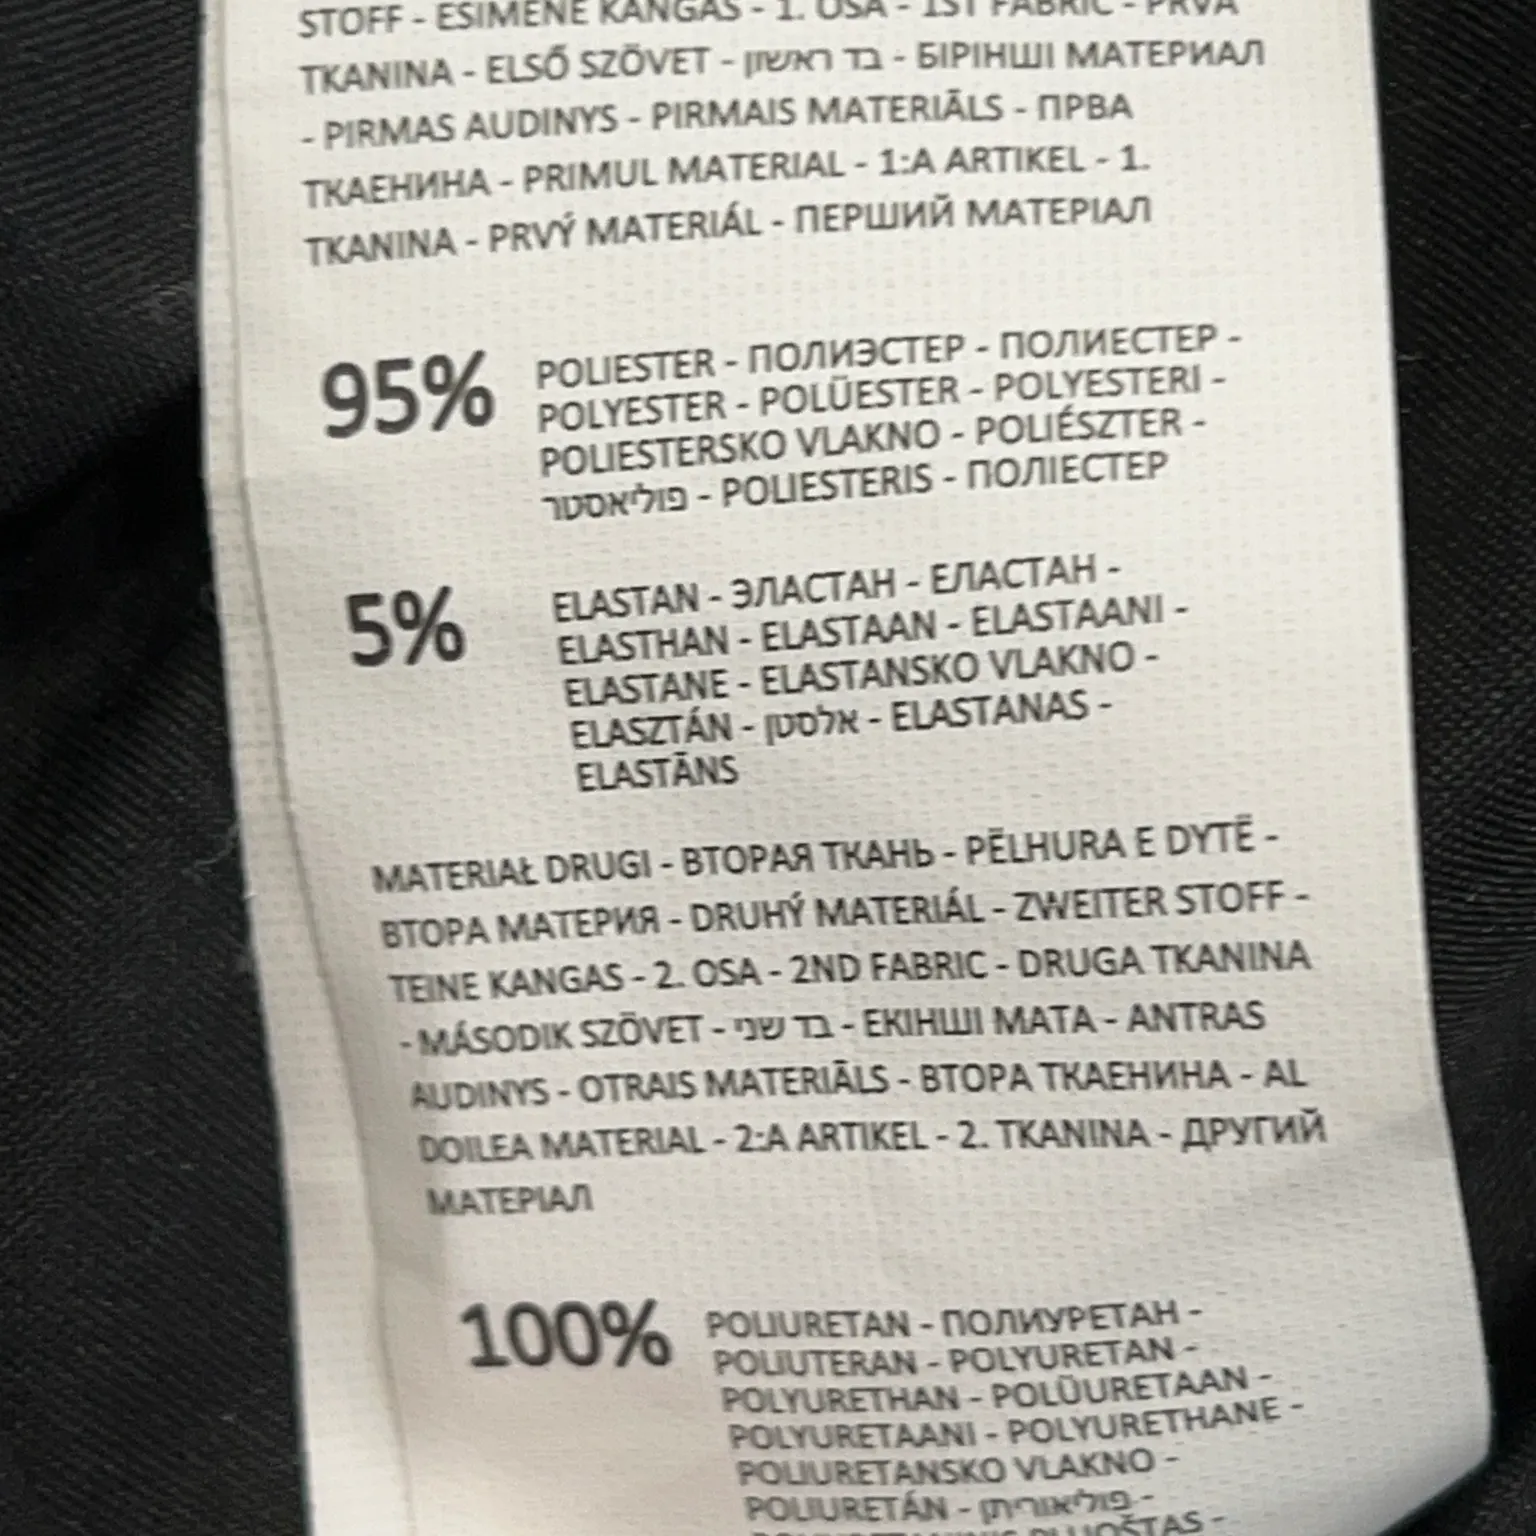 STOFF - ESIMENE KANGAS - 1. OSA - 1ST FABRIC - PRVA
TKANINA - ELSŐ SZÖVET - בד ראשון - БІРІНШІ МАТЕРИАЛ
- PIRMAS AUDINYS - PIRMAIS MATERIĀLS - ПРВА
ТКАЕНИНА - PRIMUL MATERIAL - 1:A ARTIKEL - 1.
TKANINA - PRVÝ MATERIÁL - ПЕРШИЙ МАТЕРІАЛ
95% POLIESTER - ПОЛИЭСТЕР - ПОЛИЕСТЕР -
POLYESTER - POLÜESTER - POLYESTERI -
POLIESTERSKO VLAKNO - POLIÉSZTER -
פוליאסטר - POLIESTERIS - ПОЛІЕСТЕР
5% ELASTAN - ЭЛАСТАН - ЕЛАСТАН -
ELASTHAN - ELASTAAN - ELASTAANI -
ELASTANE - ELASTANSKO VLAKNO -
ELASZTÁN - אלסטן - ELASTANAS -
ELASTĀNS
MATERIAŁ DRUGI - ВТОРАЯ ТКАНЬ - PËLHURA E DYTË -
ВТОРА МАТЕРИЯ - DRUHÝ MATERIÁL - ZWEITER STOFF -
TEINE KANGAS - 2. OSA - 2ND FABRIC - DRUGA TKANINA
- MÁSODIK SZÖVET - בד שני - ЕКІНШІ МАТА - ANTRAS
AUDINYS - OTRAIS MATERIĀLS - ВТОРА ТКАЕНИНА - AL
DOILEA MATERIAL - 2:A ARTIKEL - 2. TKANINA - ДРУГИЙ
МАТЕРІАЛ
100% POLIURETAN - ПОЛИУРЕТАН -
POLIUTERAN - POLYURETAN -
POLYURETHAN - POLÜURETAAN -
POLYURETAANI - POLYURETHANE -
POLIURETANSKO VLAKNO -
POLIURETÁN - פוליאוריתן -
PLUOŠTAS -